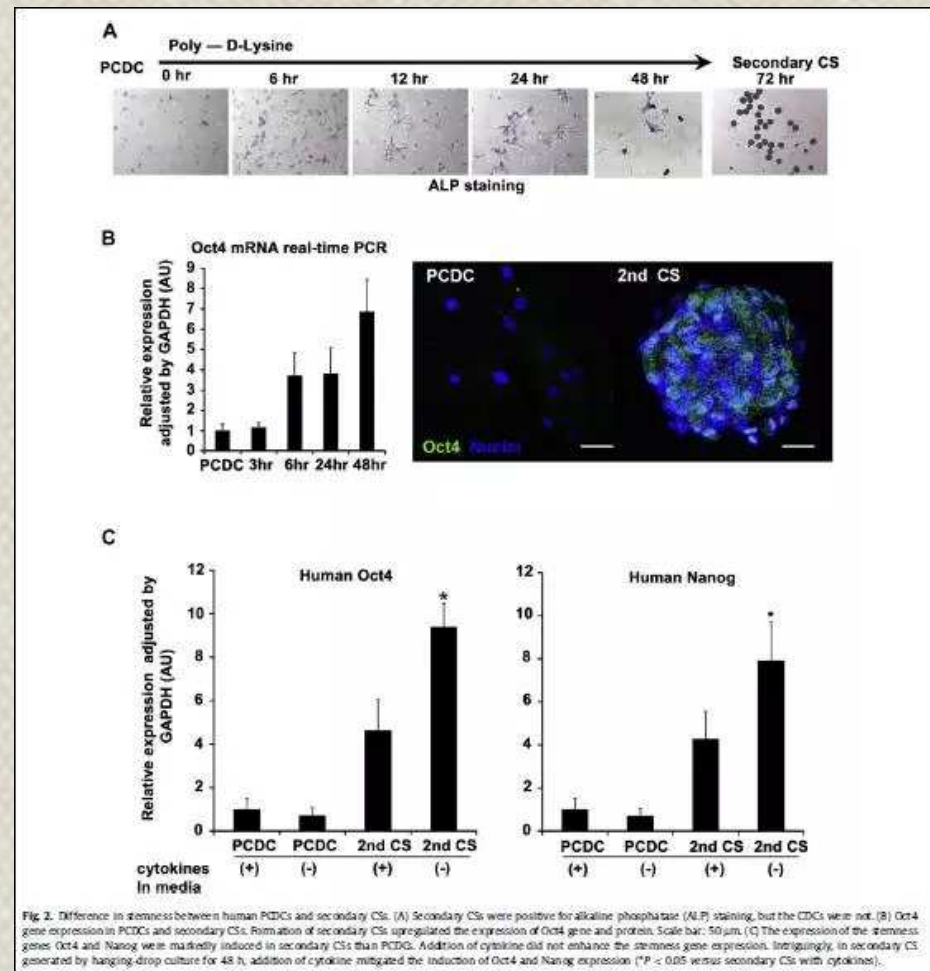 A
Poly — D-Lysine
PCDC
Secondary CS
0 hr 6 hr 12 hr 24 hr 48 hr 72 hr
ALP staining
B
Oct4 mRNA real-time PCR
Relative expression
adjusted by GAPDH (AU)
9
8
7
6
5
4
3
2
1
0
PCDC 3hr 6hr 24hr 48hr
PCDC 2nd CS
Oct4 Nuclei
C
Relative expression adjusted by
GAPDH (AU)
Human Oct4
12
10
8
6
4
2
0
*
PCDC PCDC 2nd CS 2nd CS
cytokines (+) (-) (+) (-)
In media
Human Nanog
12
10
8
6
4
2
0
*
PCDC PCDC 2nd CS 2nd CS
(+) (-) (+) (-)
Fig. 2. Difference in stemness between human PCDCs and secondary CSs. (A) Secondary CSs were positive for alkaline phosphatase (ALP) staining, but the CDCs were not. (B) Oct4
gene expression in PCDCs and secondary CSs. Formation of secondary CSs upregulated the expression of Oct4 gene and protein. Scale bar: 50 μm. (C) The expression of the stemness
genes Oct4 and Nanog were markedly induced in secondary CSs than PCDCs. Addition of cytokine did not enhance the stemness gene expression. Intriguingly, in secondary CS
generated by hanging-drop culture for 48 h, addition of cytokine mitigated the induction of Oct4 and Nanog expression (*P < 0.05 versus secondary CSs with cytokines).